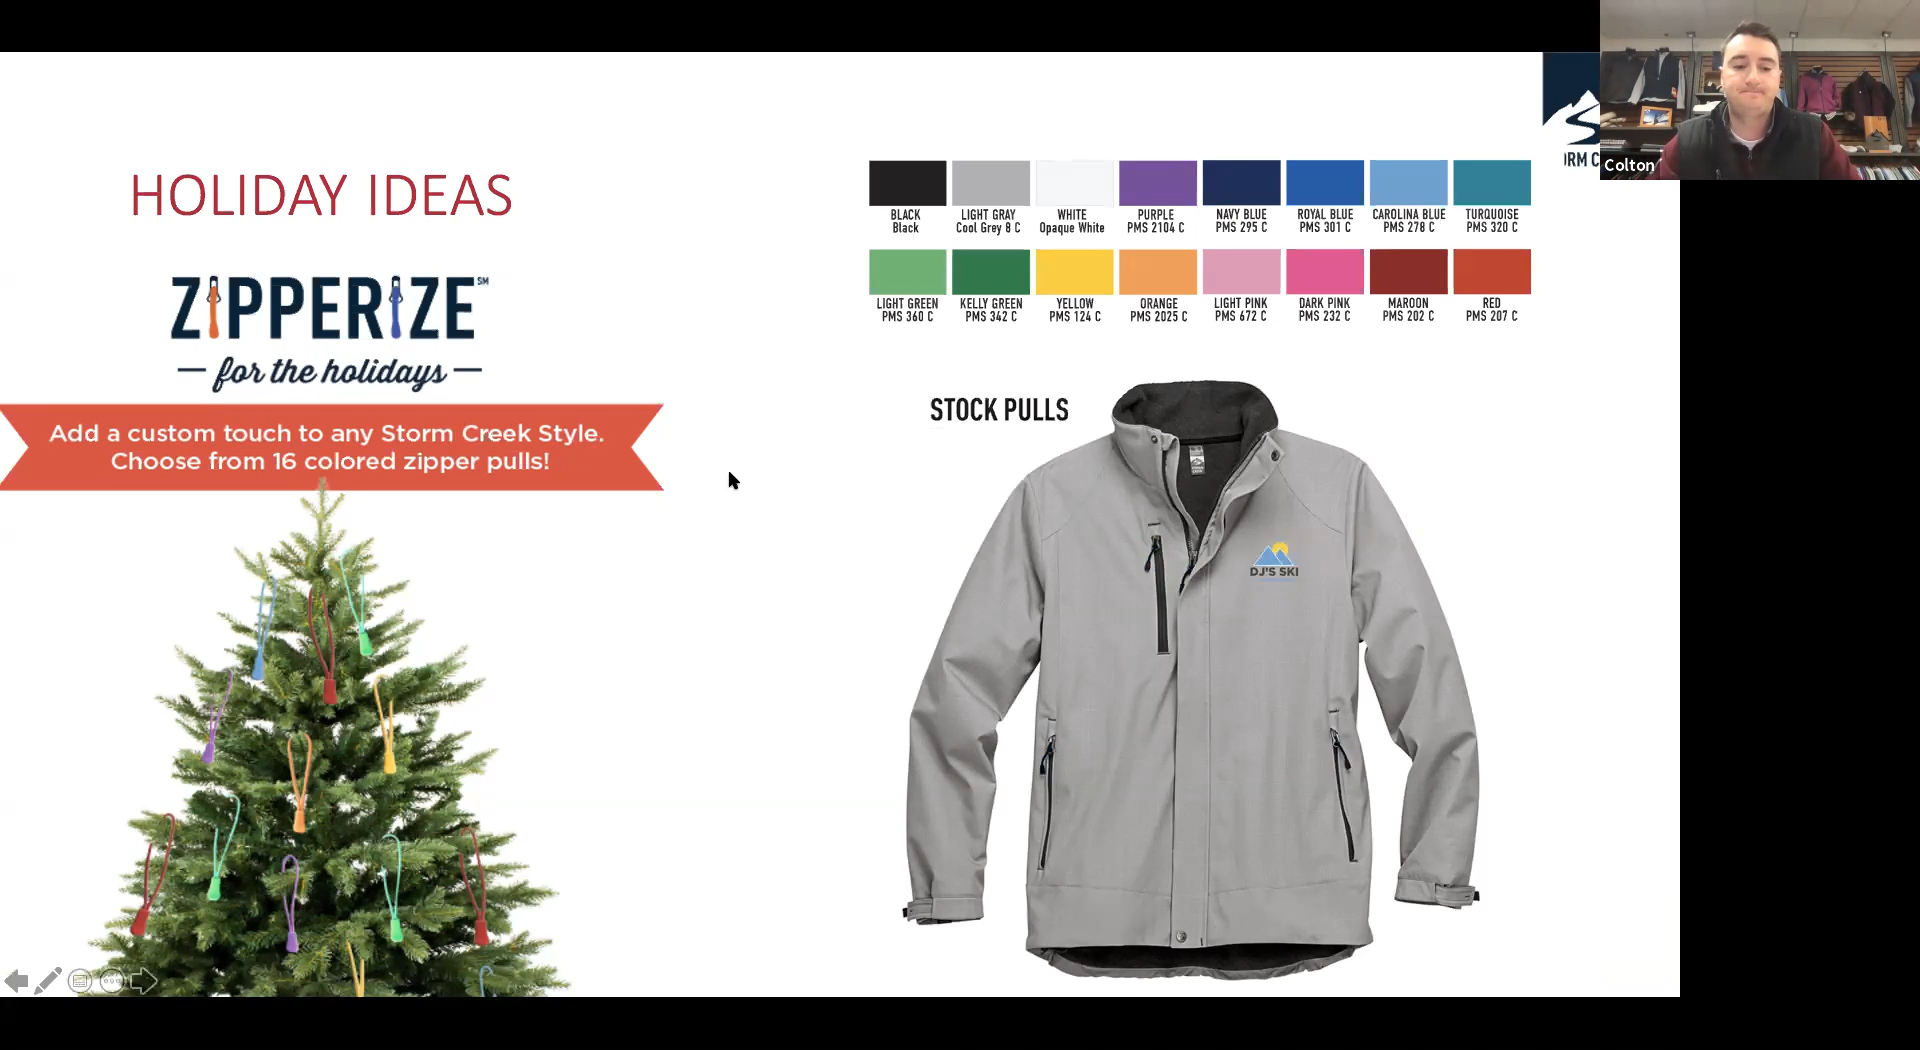 HOLIDAY IDEAS
ZIPPERIZE℠
— for the holidays —
Add a custom touch to any Storm Creek Style.
Choose from 16 colored zipper pulls!
BLACK
Black
LIGHT GRAY
Cool Grey 8 C
WHITE
Opaque White
PURPLE
PMS 2104 C
NAVY BLUE
PMS 295 C
ROYAL BLUE
PMS 301 C
CAROLINA BLUE
PMS 278 C
TURQUOISE
PMS 320 C
LIGHT GREEN
PMS 360 C
KELLY GREEN
PMS 342 C
YELLOW
PMS 124 C
ORANGE
PMS 2025 C
LIGHT PINK
PMS 672 C
DARK PINK
PMS 232 C
MAROON
PMS 202 C
RED
PMS 207 C
STOCK PULLS
DJ'S SKI
RM C
Colton